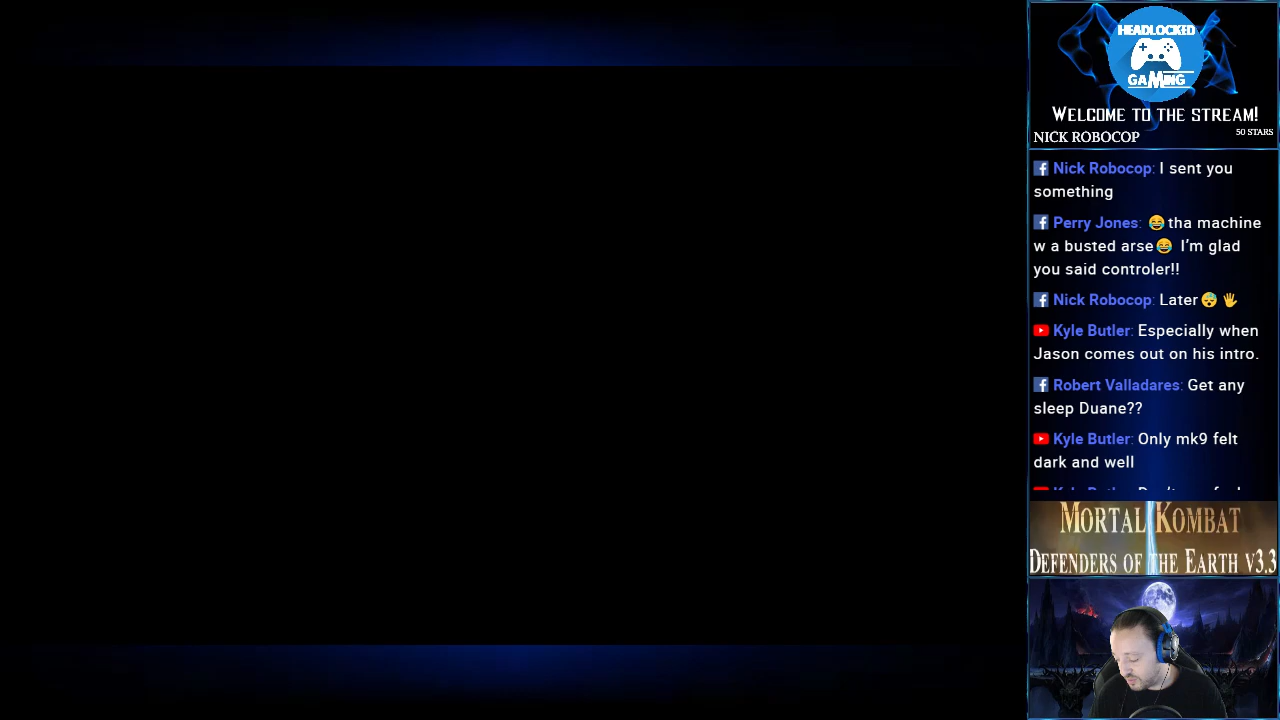 HEADLOCKED
GAMING
WELCOME TO THE STREAM!
50 STARS
NICK ROBOCOP
Nick Robocop: I sent you
something
Perry Jones: 😂tha machine
w a busted arse😂 I'm glad
you said controler!!
Nick Robocop: Later😴🖐
Kyle Butler: Especially when
Jason comes out on his intro.
Robert Valladares: Get any
sleep Duane??
Kyle Butler: Only mk9 felt
dark and well
MORTAL KOMBAT
DEFENDERS OF THE EARTH V3.3